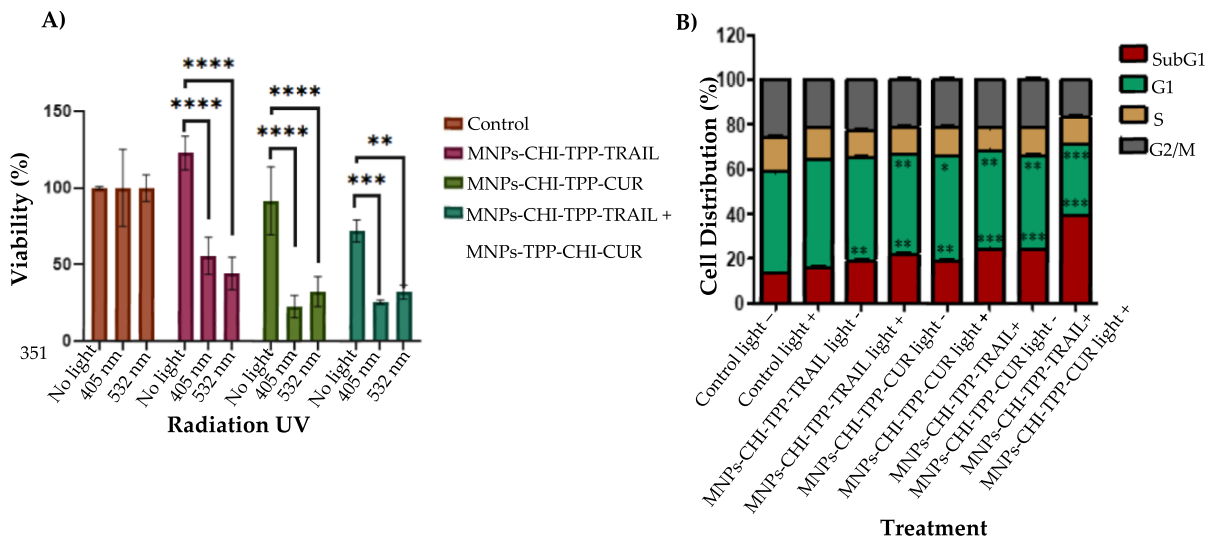 A)
Viability (%)
150
100
50
0
351
****
****
****
****
**
***
Control
MNPs-CHI-TPP-TRAIL
MNPs-CHI-TPP-CUR
MNPs-CHI-TPP-TRAIL +
MNPs-TPP-CHI-CUR
No light
405 nm
532 nm
No light
405 nm
532 nm
No light
405 nm
532 nm
No light
405 nm
532 nm
Radiation UV
B)
Cell Distribution (%)
120
100
80
60
40
20
0
** * ** ** ***
** ** ** *** *** ***
SubG1
G1
S
G2/M
Control light –
Control light +
MNPs-CHI-TPP-TRAIL light -
MNPs-CHI-TPP-TRAIL light +
MNPs-CHI-TPP-CUR light -
MNPs-CHI-TPP-CUR light +
MNPs-CHI-TPP-TRAIL+
MNPs-CHI-TPP-CUR light -
MNPs-CHI-TPP-TRAIL+
MNPs-CHI-TPP-CUR light +
Treatment